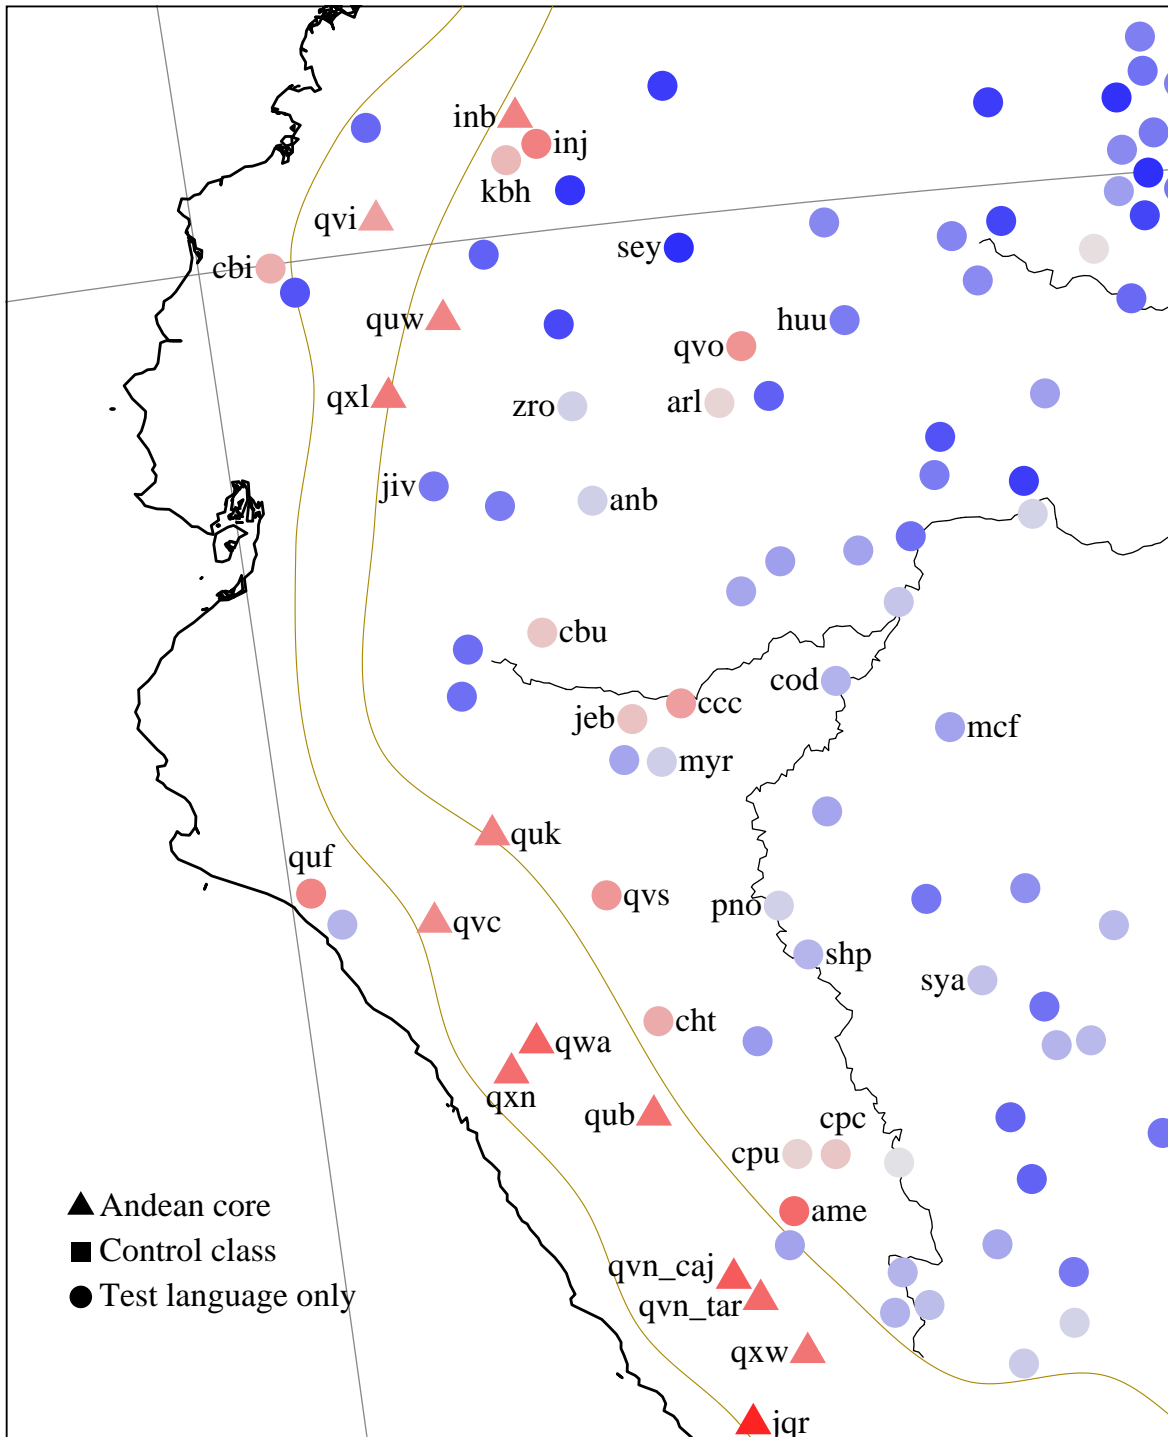 inb
inj
kbh
qvi
sey
cbi
quw
huu
qvo
qxl
zro
arl
jiv
anb
cbu
cod
ccc
jeb
mcf
myr
quk
quf
qvs
pno
qvc
shp
sya
cht
qwa
qxn
qub
cpc
cpu
Andean core
ame
Control class
qvn_caj
Test language only
qvn_tar
qxw
jqr